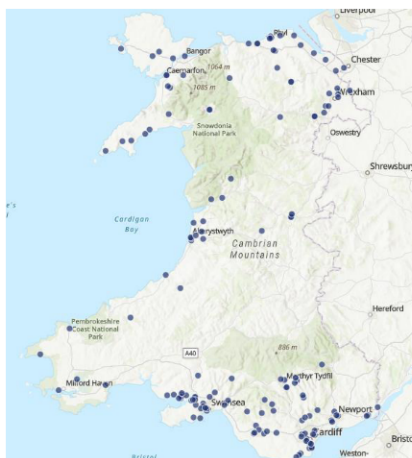 Liverpool
Rhyl
Bangor
Chester
1064 m
Caernarfon
1085 m
Wrexham
Snowdonia
National Park
Oswestry
Shrewsbury
Cardigan
Bay
Aberystwyth
Cambrian
Mountains
Hereford
Pembrokeshire
Coast National
Park
886 m
A40
Merthyr Tydfil
Milford Haven
Swansea
Newport
Cardiff
Bristo
Weston-
Bristol